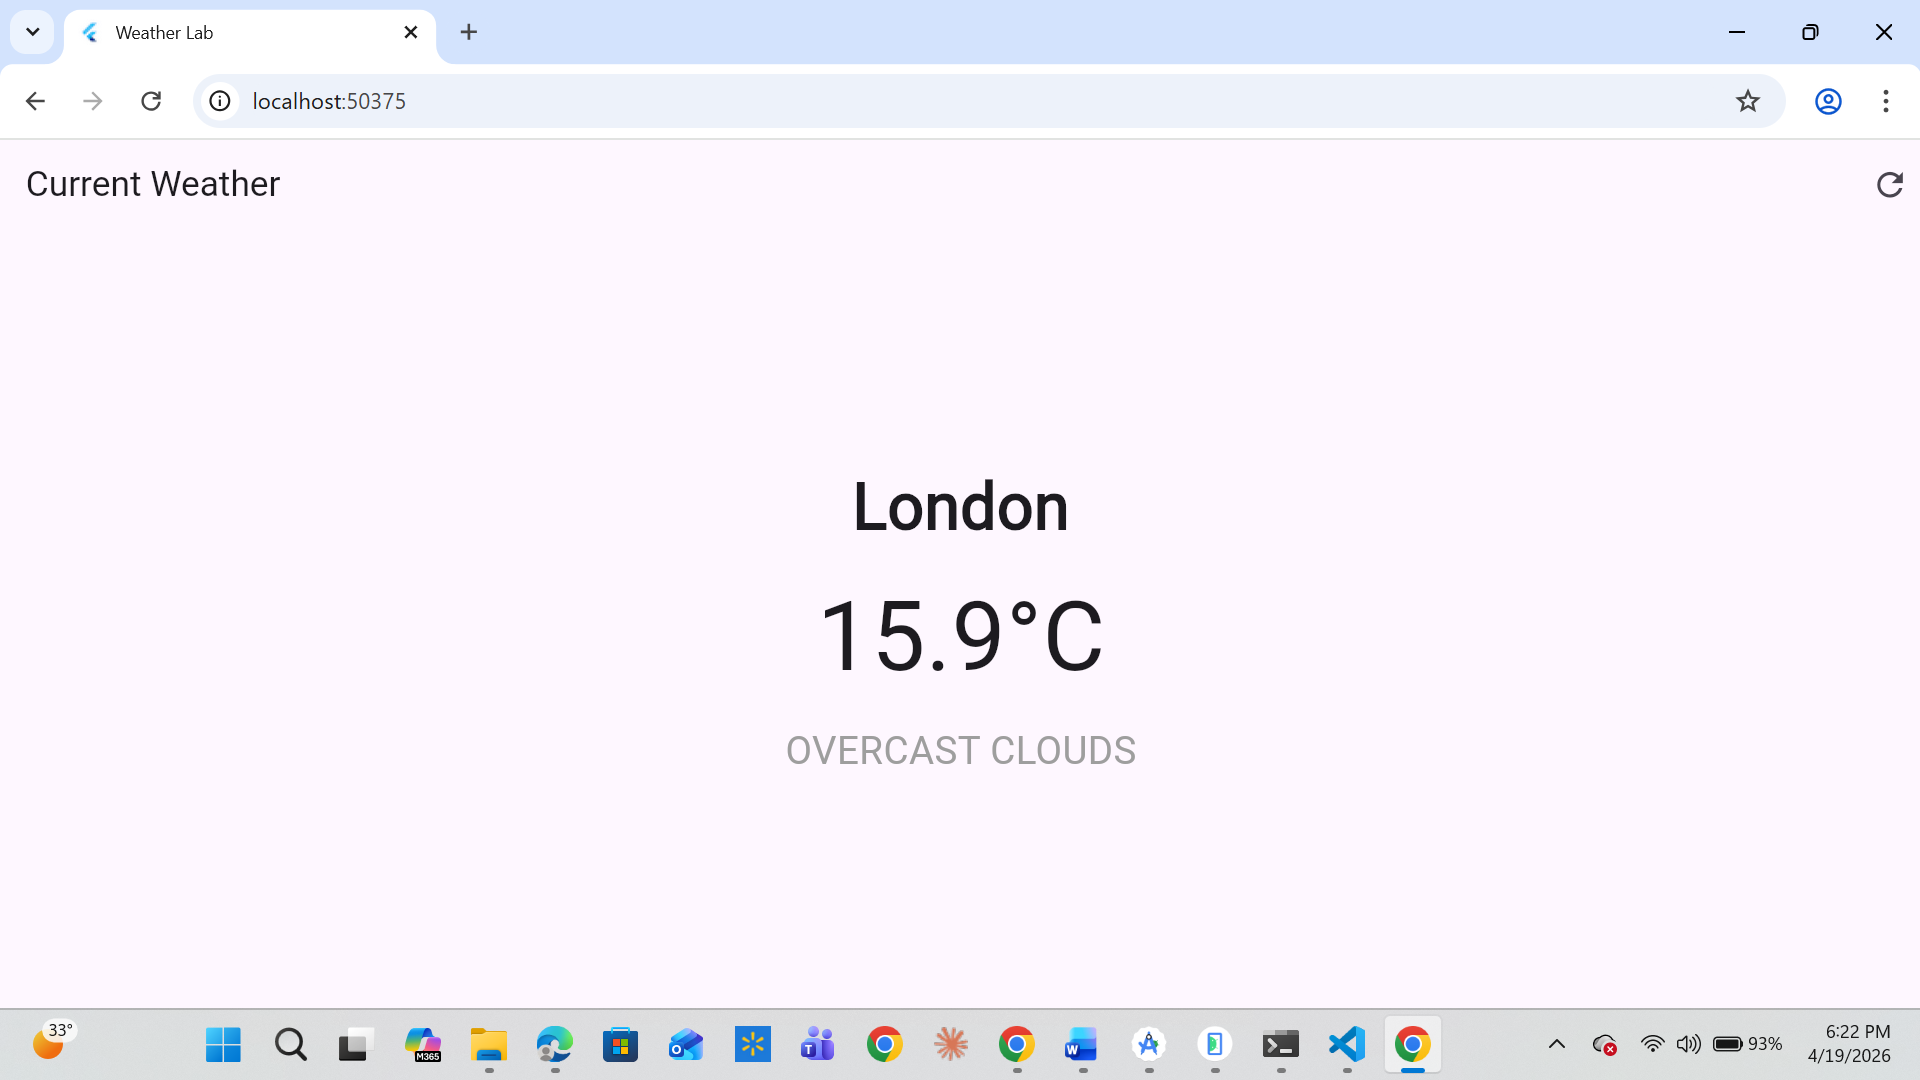 Weather Lab
localhost:50375
Current Weather
London
15.9°C
OVERCAST CLOUDS
33°
M365
O
T
W
93%
6:22 PM
4/19/2026